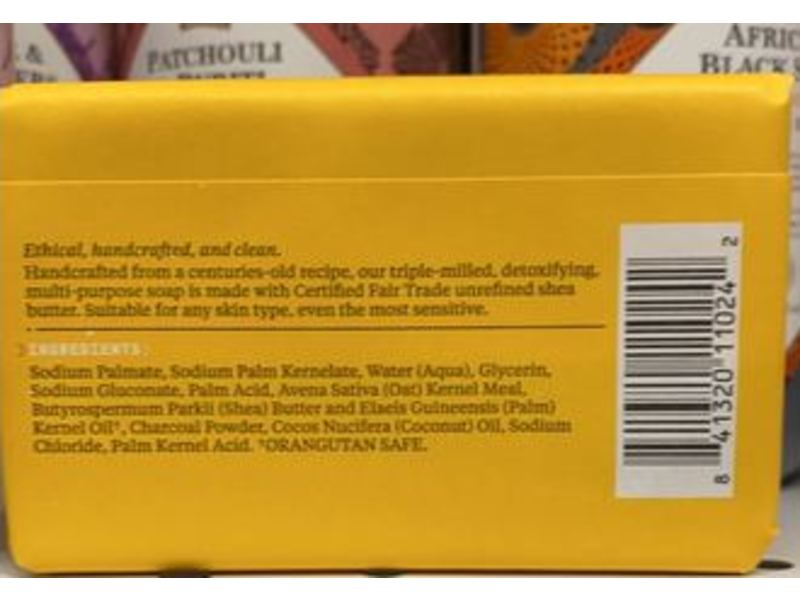 PATCHOULI
AFRIC
BLACK S
Ethical, handcrafted, and clean.
Handcrafted from a centuries-old recipe, our triple-milled, detoxifying,
multi-purpose soap is made with Certified Fair Trade unrefined shea
butter. Suitable for any skin type, even the most sensitive.
INGREDIENTS:
Sodium Palmate, Sodium Palm Kernelate, Water (Aqua), Glycerin,
Sodium Gluconate, Palm Acid, Avena Sativa (Oat) Kernel Meal,
Butyrospermum Parkii (Shea) Butter and Elaeis Guineensis (Palm)
Kernel Oil*, Charcoal Powder, Cocos Nucifera (Coconut) Oil, Sodium
Chloride, Palm Kernel Acid. *ORANGUTAN SAFE.
8 41320 11024 2